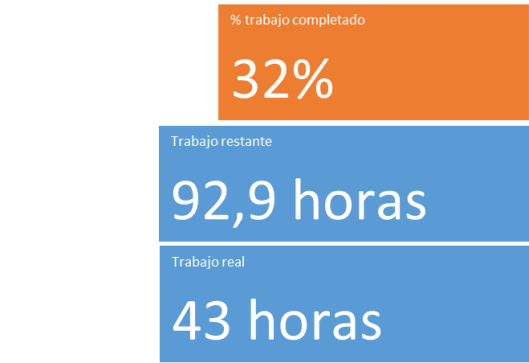 % trabajo completado
32%
Trabajo restante
92,9 horas
Trabajo real
43 horas